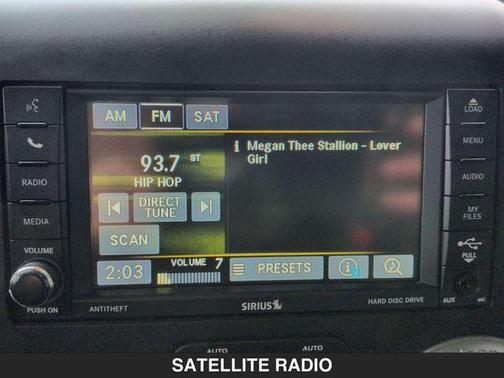 AM FM SAT
93.7 ST
HIP HOP
DIRECT
TUNE
SCAN
2:03
VOLUME 7
PRESETS
i Megan Thee Stallion - Lover
Girl
RADIO
MEDIA
VOLUME
PUSH ON
ANTITHEFT
SIRIUS
HARD DISC DRIVE
LOAD
MENU
AUDIO
MY
FILES
PULL
AUX
AUTO
AUTO
SATELLITE RADIO